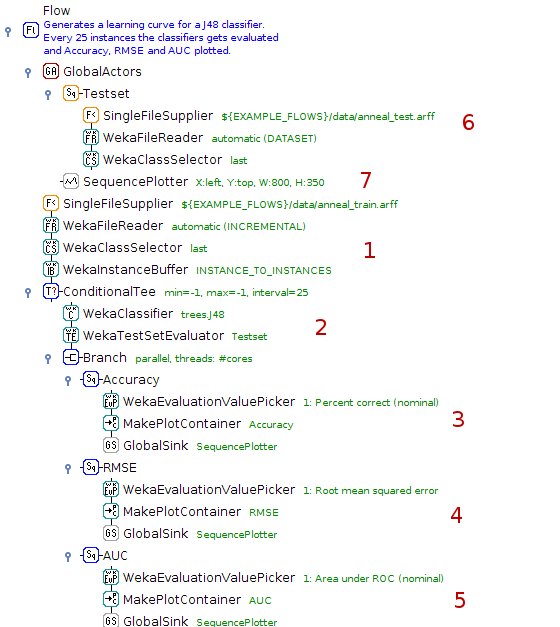 Flow
Generates a learning curve for a J48 classifier.
Every 25 instances the classifiers gets evaluated
and Accuracy, RMSE and AUC plotted.
GlobalActors
Testset
SingleFileSupplier ${EXAMPLE_FLOWS}/data/anneal_test.arff 6
WekaFileReader automatic (DATASET)
WekaClassSelector last
SequencePlotter X:left, Y:top, W:800, H:350 7
SingleFileSupplier ${EXAMPLE_FLOWS}/data/anneal_train.arff
WekaFileReader automatic (INCREMENTAL)
WekaClassSelector last 1
WekaInstanceBuffer INSTANCE_TO_INSTANCES
ConditionalTee min=-1, max=-1, interval=25
WekaClassifier trees.J48
WekaTestSetEvaluator Testset 2
Branch parallel, threads: #cores
Accuracy
WekaEvaluationValuePicker 1: Percent correct (nominal)
MakePlotContainer Accuracy 3
GlobalSink SequencePlotter
RMSE
WekaEvaluationValuePicker 1: Root mean squared error
MakePlotContainer RMSE 4
GlobalSink SequencePlotter
AUC
WekaEvaluationValuePicker 1: Area under ROC (nominal)
MakePlotContainer AUC 5
GlobalSink SequencePlotter